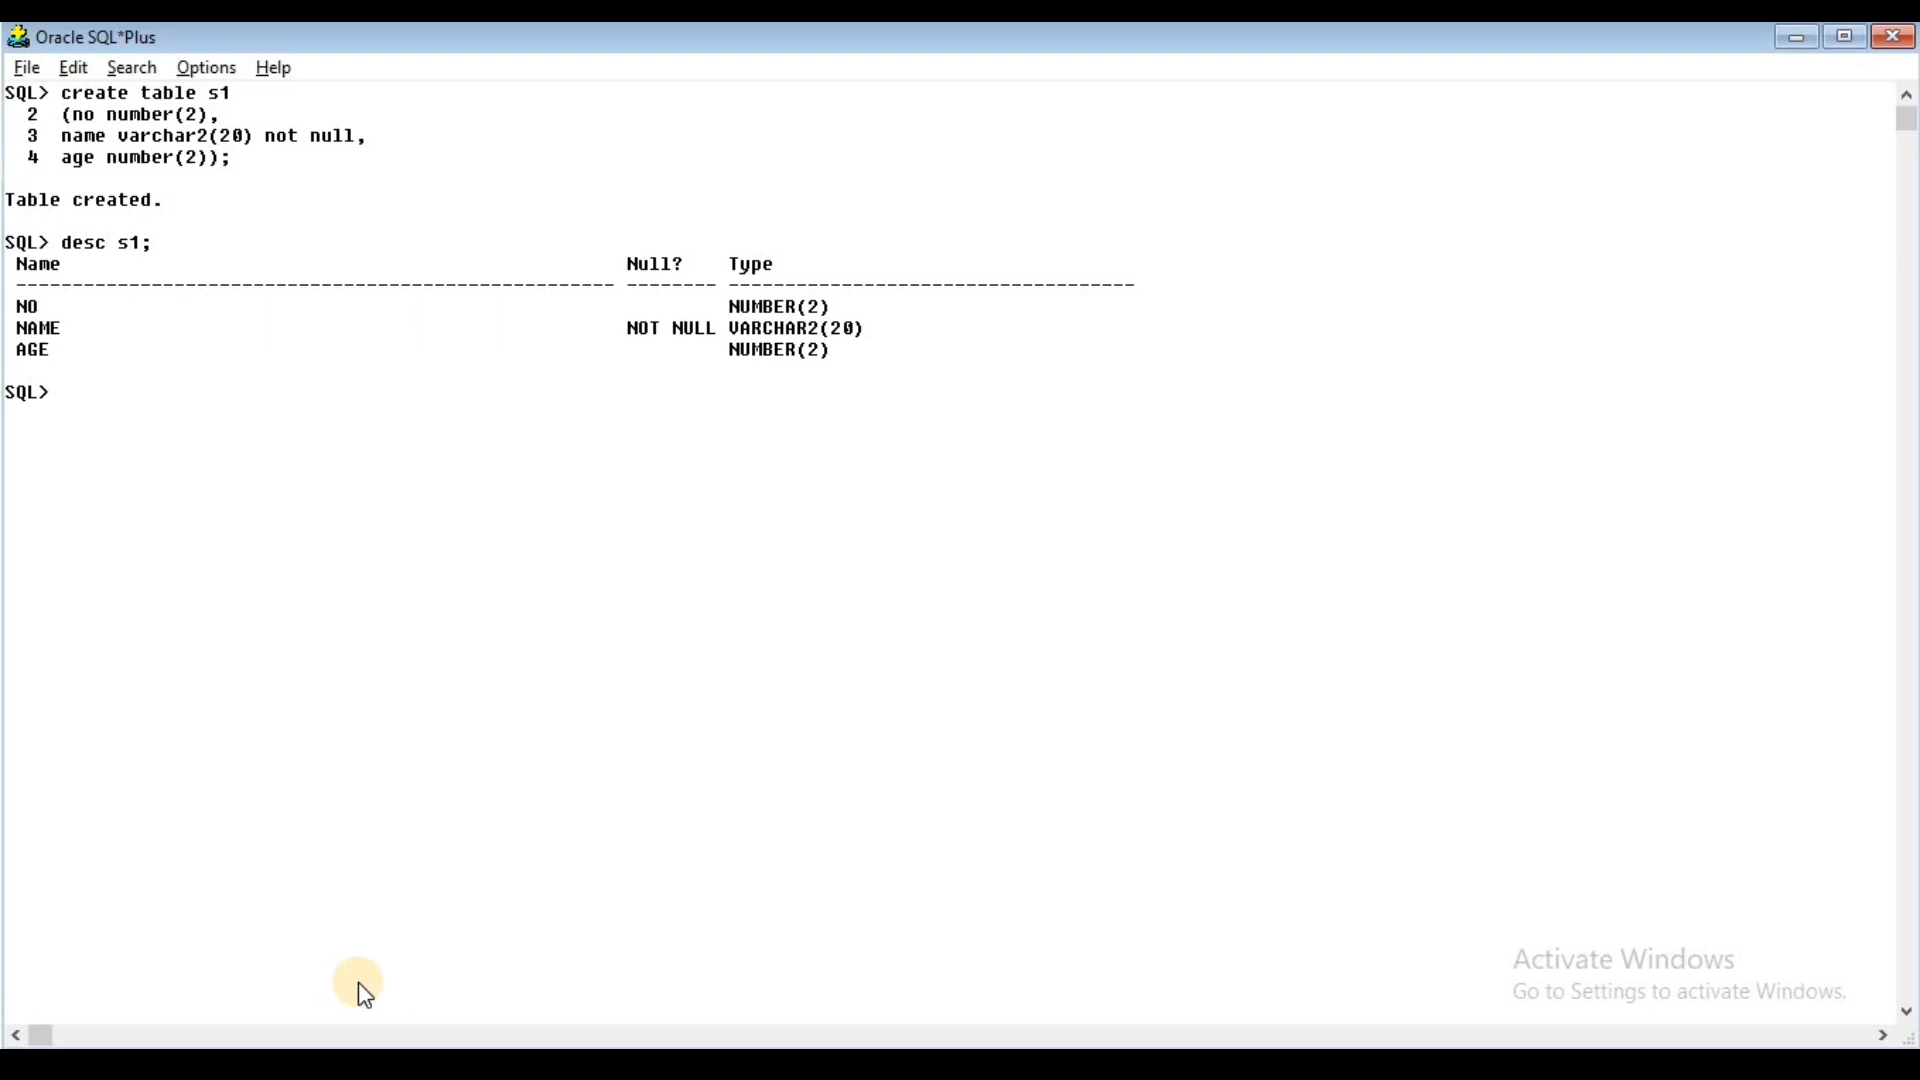 Oracle SQL*Plus
File Edit Search Options Help
SQL> create table s1
2 (no number(2),
3 name varchar2(20) not null,
4 age number(2));
Table created.
SQL> desc s1;
Name Null? Type
----------------------------------------------------- -------- ------------------------------------
NO NUMBER(2)
NAME NOT NULL VARCHAR2(20)
AGE NUMBER(2)
SQL>
Activate Windows
Go to Settings to activate Windows.